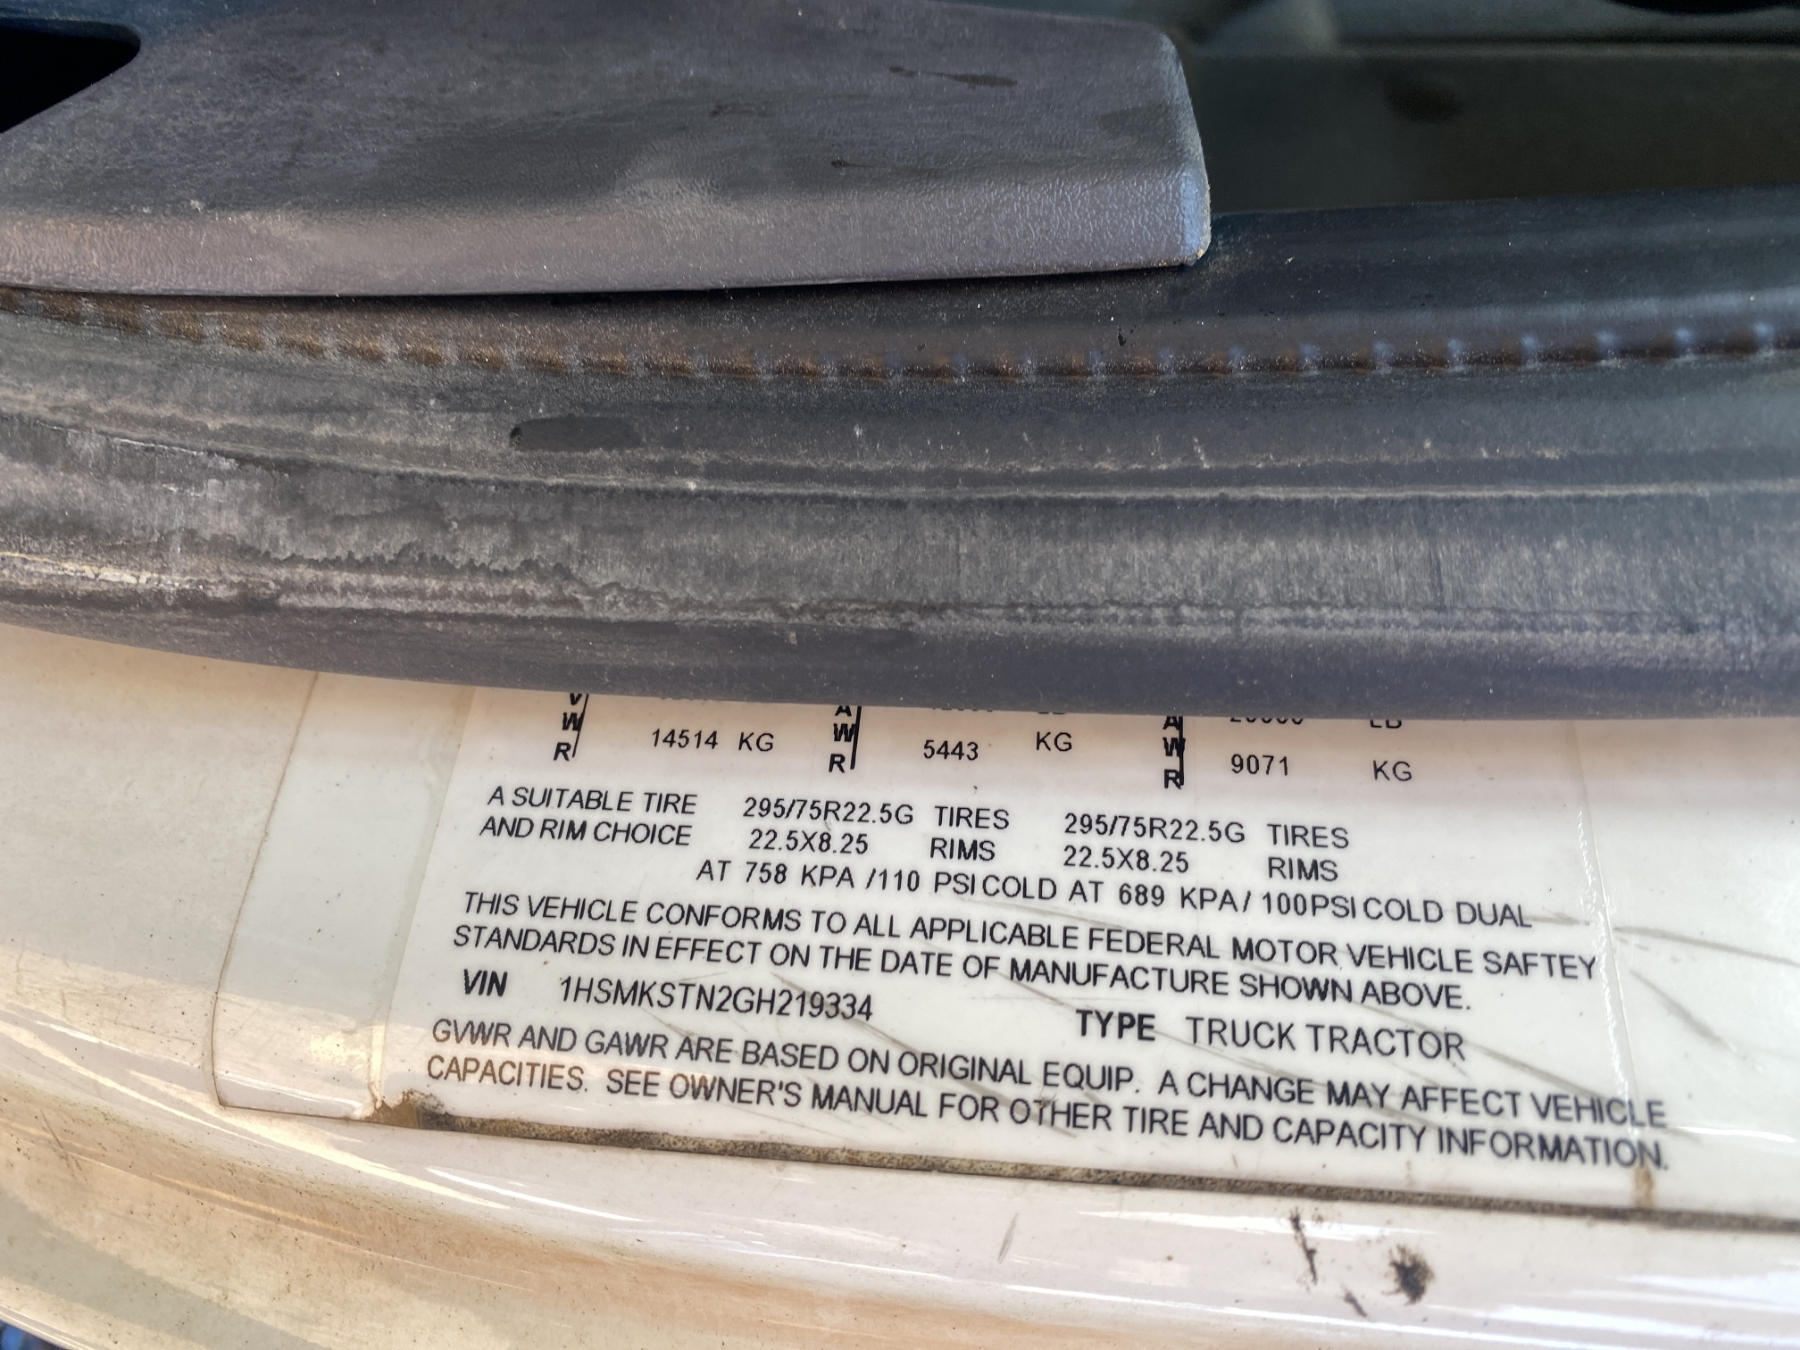 V
W
R
14514 KG
A
W
R
5443 KG
A
W
R
20000 LB
9071 KG
A SUITABLE TIRE 295/75R22.5G TIRES 295/75R22.5G TIRES
AND RIM CHOICE 22.5X8.25 RIMS 22.5X8.25 RIMS
AT 758 KPA /110 PSI COLD AT 689 KPA/ 100PSI COLD DUAL
THIS VEHICLE CONFORMS TO ALL APPLICABLE FEDERAL MOTOR VEHICLE SAFTEY
STANDARDS IN EFFECT ON THE DATE OF MANUFACTURE SHOWN ABOVE.
VIN 1HSMKSTN2GH219334 TYPE TRUCK TRACTOR
GVWR AND GAWR ARE BASED ON ORIGINAL EQUIP. A CHANGE MAY AFFECT VEHICLE
CAPACITIES. SEE OWNER'S MANUAL FOR OTHER TIRE AND CAPACITY INFORMATION.